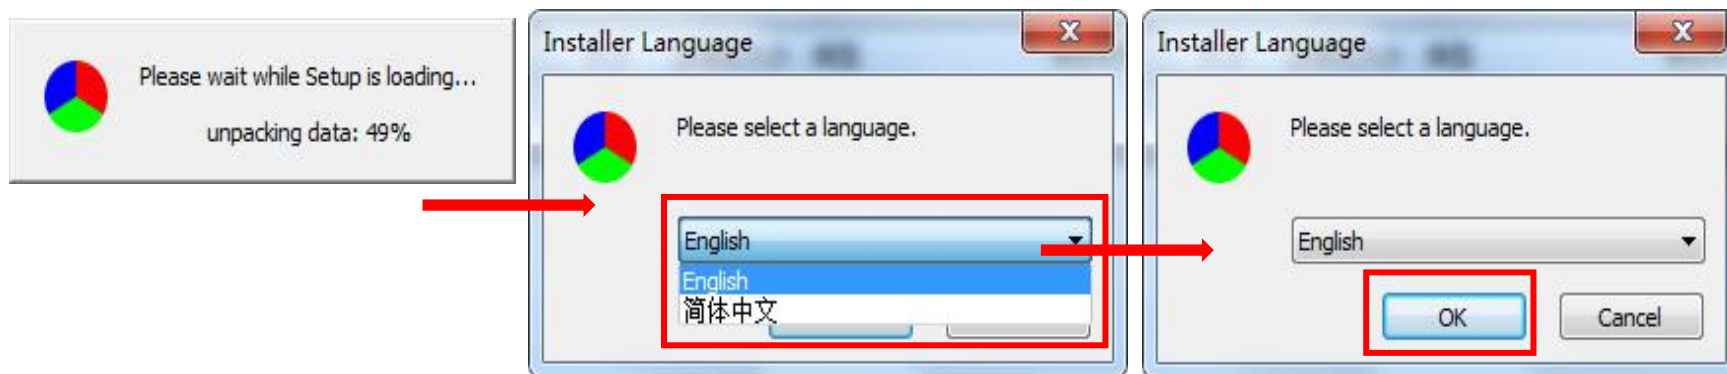 Please wait while Setup is loading...
unpacking data: 49%
Installer Language
Please select a language.
English
English
简体中文
Installer Language
Please select a language.
English
OK
Cancel